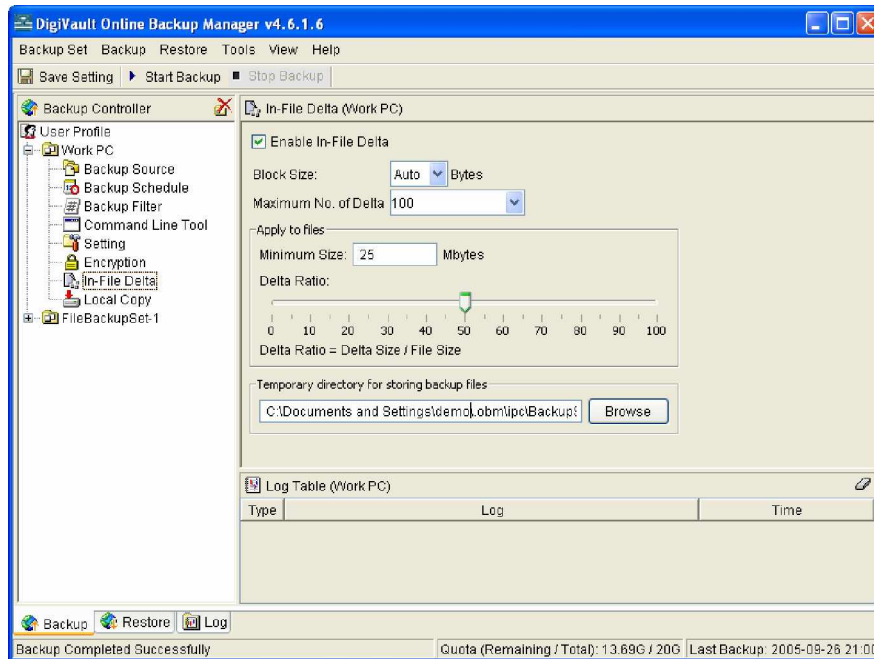 DigiVault Online Backup Manager v4.6.1.6
Backup Set Backup Restore Tools View Help
Save Setting Start Backup Stop Backup
Backup Controller
User Profile
Work PC
Backup Source
Backup Schedule
Backup Filter
Command Line Tool
Setting
Encryption
In-File Delta
Local Copy
FileBackupSet-1
In-File Delta (Work PC)
Enable In-File Delta
Block Size: Auto Bytes
Maximum No. of Delta 100
Apply to files
Minimum Size: 25 Mbytes
Delta Ratio:
0 10 20 30 40 50 60 70 80 90 100
Delta Ratio = Delta Size / File Size
Temporary directory for storing backup files
C:\Documents and Settings\demo\.obm\ipc\BackupS Browse
Log Table (Work PC)
Type Log Time
Backup Restore Log
Backup Completed Successfully Quota (Remaining / Total): 13.69G / 20G Last Backup: 2005-09-26 21:00